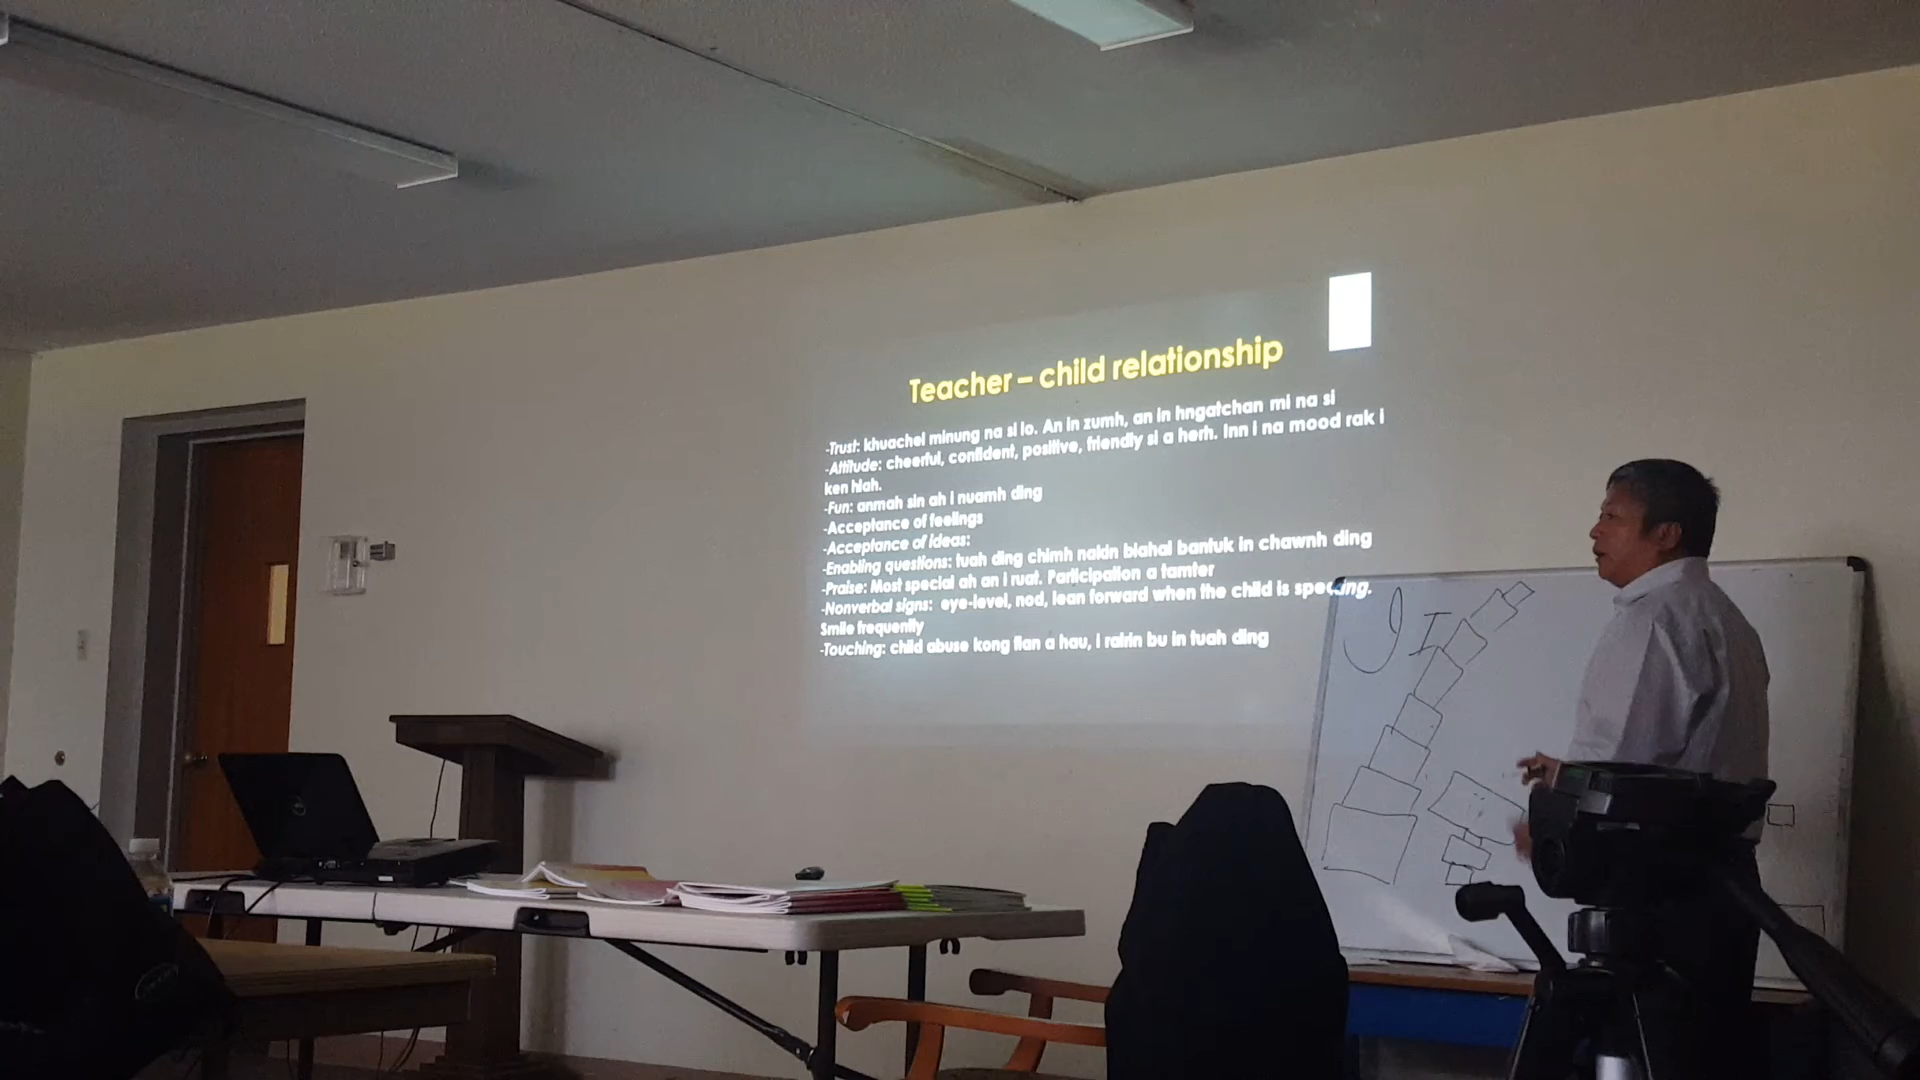 Teacher – child relationship
-Trust: khuachel minung na si lo. An in zumh, an in hngatchan mi na si
-Attitude: cheerful, confident, positive, friendly si a herh. Inn i na mood rak i
ken hlah.
-Fun: anmah sin ah i nuamh ding
-Acceptance of feelings
-Acceptance of ideas:
-Enabling questions: tuah ding chimh nakin biahal bantuk in chawnh ding
-Praise: Most special ah an i ruat. Participation a tamter
-Nonverbal signs: eye-level, nod, lean forward when the child is speaking.
Smile frequently
-Touching: child abuse kong tian a hau, i ralrin bu in tuah ding